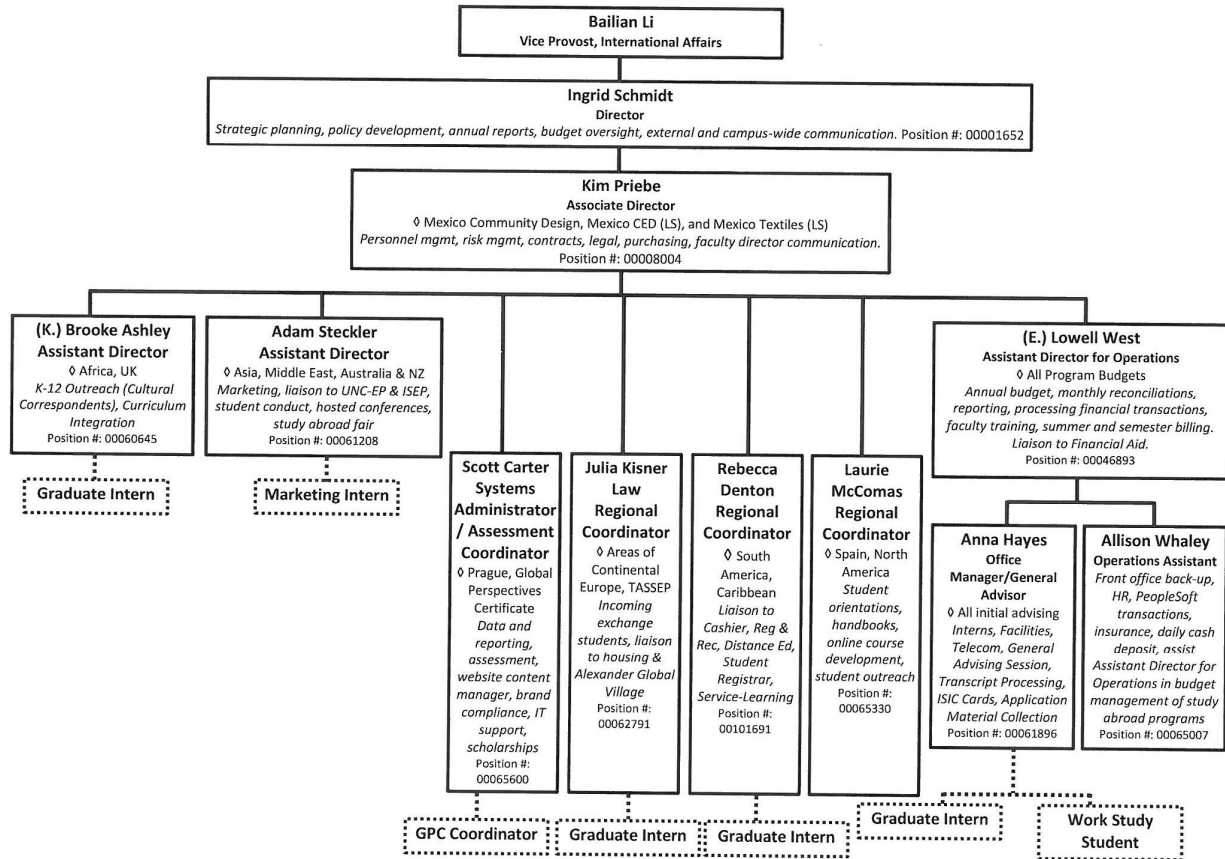 Bailian Li
Vice Provost, International Affairs
Ingrid Schmidt
Director
Strategic planning, policy development, annual reports, budget oversight, external and campus-wide communication. Position #: 00001652
Kim Priebe
Associate Director
◊ Mexico Community Design, Mexico CED (LS), and Mexico Textiles (LS)
Personnel mgmt, risk mgmt, contracts, legal, purchasing, faculty director communication.
Position #: 00008004
(K.) Brooke Ashley
Assistant Director
◊ Africa, UK
K-12 Outreach (Cultural
Correspondents), Curriculum
Integration
Position #: 00060645
Graduate Intern
Adam Steckler
Assistant Director
◊ Asia, Middle East, Australia & NZ
Marketing, liaison to UNC-EP & ISEP,
student conduct, hosted conferences,
study abroad fair
Position #: 00061208
Marketing Intern
Scott Carter
Systems
Administrator
/ Assessment
Coordinator
◊ Prague, Global
Perspectives
Certificate
Data and
reporting,
assessment,
website content
manager, brand
compliance, IT
support,
scholarships
Position #:
00065600
GPC Coordinator
Julia Kisner
Law
Regional
Coordinator
◊ Areas of
Continental
Europe, TASSEP
Incoming
exchange
students, liaison
to housing &
Alexander Global
Village
Position #:
00062791
Graduate Intern
Rebecca
Denton
Regional
Coordinator
◊ South
America,
Caribbean
Liaison to
Cashier, Reg &
Rec, Distance Ed,
Student
Registrar,
Service-Learning
Position #:
00101691
Graduate Intern
Laurie
McComas
Regional
Coordinator
◊ Spain, North
America
Student
orientations,
handbooks,
online course
development,
student outreach
Position #:
00065330
(E.) Lowell West
Assistant Director for Operations
◊ All Program Budgets
Annual budget, monthly reconciliations,
reporting, processing financial transactions,
faculty training, summer and semester billing.
Liaison to Financial Aid.
Position #: 00046893
Anna Hayes
Office
Manager/General
Advisor
◊ All initial advising
Interns, Facilities,
Telecom, General
Advising Session,
Transcript Processing,
ISIC Cards, Application
Material Collection
Position #: 00061896
Graduate Intern
Work Study
Student
Allison Whaley
Operations Assistant
Front office back-up,
HR, PeopleSoft
transactions,
insurance, daily cash
deposit, assist
Assistant Director for
Operations in budget
management of study
abroad programs
Position #: 00065007